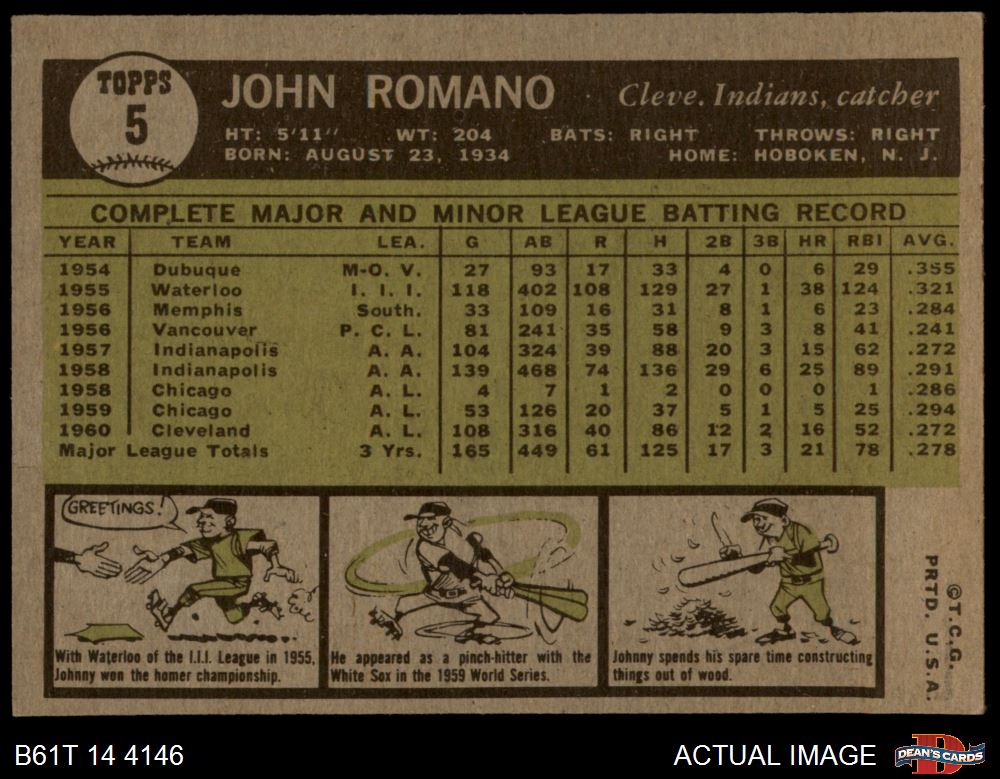 TOPPS
5
JOHN ROMANO Cleve. Indians, catcher
HT: 5'11" WT: 204 BATS: RIGHT THROWS: RIGHT
BORN: AUGUST 23, 1934 HOME: HOBOKEN, N. J.
COMPLETE MAJOR AND MINOR LEAGUE BATTING RECORD
YEAR TEAM LEA. G AB R H 2B 3B HR RBI AVG.
1954 Dubuque M-O. V. 27 93 17 33 4 0 6 29 .355
1955 Waterloo I. I. I. 118 402 108 129 27 1 38 124 .321
1956 Memphis South. 33 109 16 31 8 1 6 23 .284
1956 Vancouver P. C. L. 81 241 35 58 9 3 8 41 .241
1957 Indianapolis A. A. 104 324 39 88 20 3 15 62 .272
1958 Indianapolis A. A. 139 468 74 136 29 6 25 89 .291
1958 Chicago A. L. 4 7 1 2 0 0 0 1 .286
1959 Chicago A. L. 53 126 20 37 5 1 5 25 .294
1960 Cleveland A. L. 108 316 40 86 12 2 16 52 .272
Major League Totals 3 Yrs. 165 449 61 125 17 3 21 78 .278
GREETINGS!
With Waterloo of the I.I.I. League in 1955,
Johnny won the homer championship.
He appeared as a pinch-hitter with the
White Sox in the 1959 World Series.
Johnny spends his spare time constructing
things out of wood.
©T.C.G.
PRTD. U.S.A.
B61T 14 4146 ACTUAL IMAGE
DEAN'S CARDS